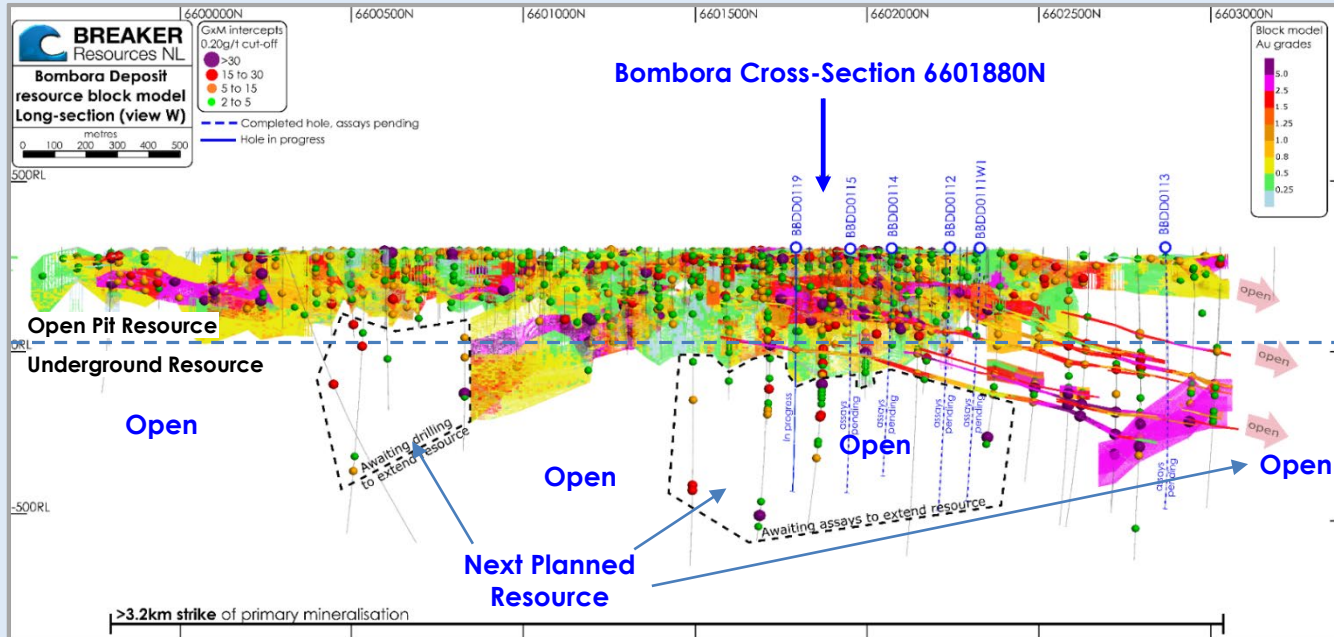 6600000N
6600500N
6601000N
6601500N
6602000N
6602500N
6603000N
BREAKER
Resources NL
Bombora Deposit
resource block model
Long-section (view W)
metres
0 100 200 300 400 500
GxM intercepts
0.20g/t cut-off
>30
15 to 30
5 to 15
2 to 5
Completed hole, assays pending
Hole in progress
Bombora Cross-Section 6601880N
Block model
Au grades
5.0
2.5
1.5
1.25
1.0
0.8
0.5
0.25
500RL
BBDD0119
BBDD0115
BBDD0114
BBDD0112
BBDD0111W1
BBDD0113
open
Open Pit Resource
0RL
Underground Resource
open
open
Open
Awaiting drilling
to extend resource
Open
in progress
assays
pending
assays
pending
assays
pending
assays
pending
assays
pending
Open
Open
-500RL
Awaiting assays to extend resource
Next Planned
Resource
>3.2km strike of primary mineralisation